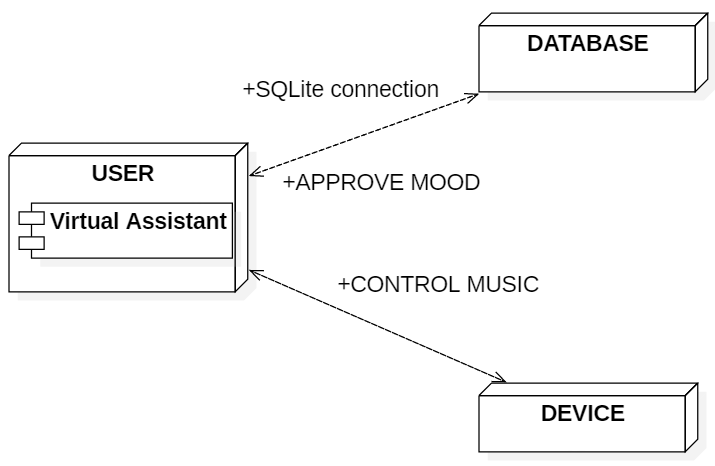 DATABASE
+SQLite connection
USER
+APPROVE MOOD
Virtual Assistant
+CONTROL MUSIC
DEVICE